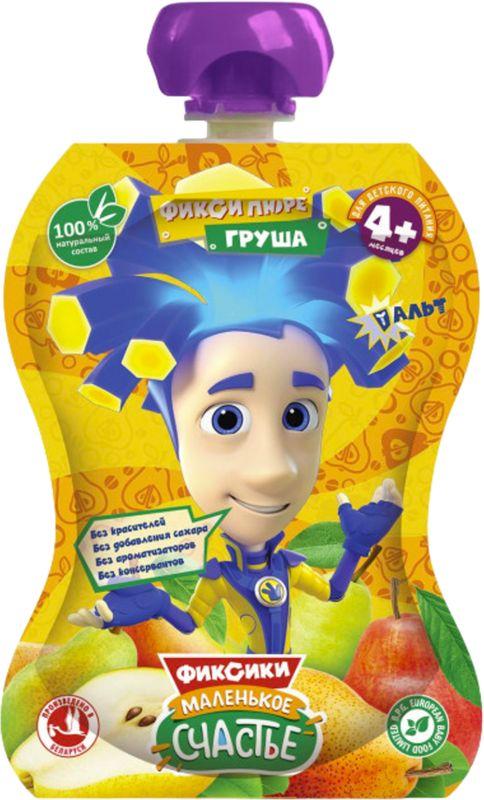 ФИКСИ ПЮРЕ
ГРУША
100%
натуральный
состав
ДЛЯ ДЕТСКОГО ПИТАНИЯ
4+
месяцев
ИГАЛЬТ
Без красителей
Без добавления сахара
Без ароматизаторов
Без консервантов
ФИКСИКИ
МАЛЕНЬКОЕ
СЧАСТЬЕ
ПРОИЗВЕДЕНО В
БЕЛАРУСИ
B.P.G. EUROPEAN
BABY FOOD LIMITED